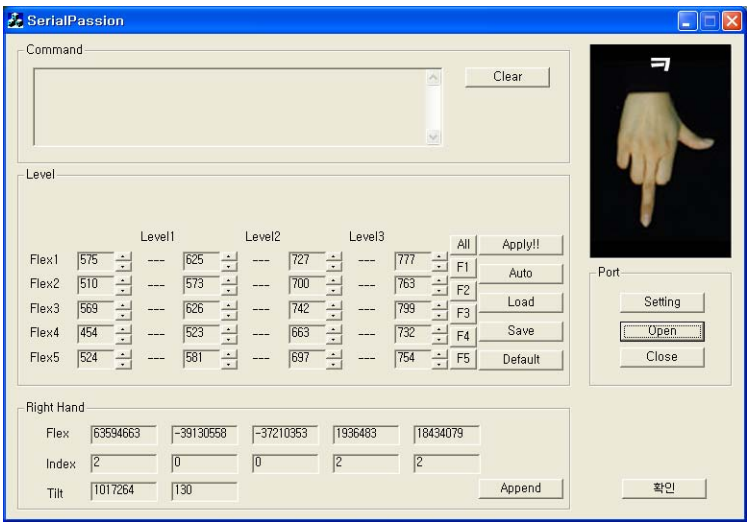 SerialPassion
Command
Clear
ㅋ
Level
Level1 Level2 Level3
All Apply!!
Flex1 575 --- 625 --- 727 --- 777
F1 Auto
Flex2 510 --- 573 --- 700 --- 763
F2 Load
Flex3 569 --- 626 --- 742 --- 799
F3 Save
Flex4 454 --- 523 --- 663 --- 732
F4 Default
Flex5 524 --- 581 --- 697 --- 754
F5
Port
Setting
Open
Close
Right Hand
Flex 63594663 -39130558 -37210353 1936483 18434079
Index 2 0 0 2 2
Tilt 1017264 130
Append
확인